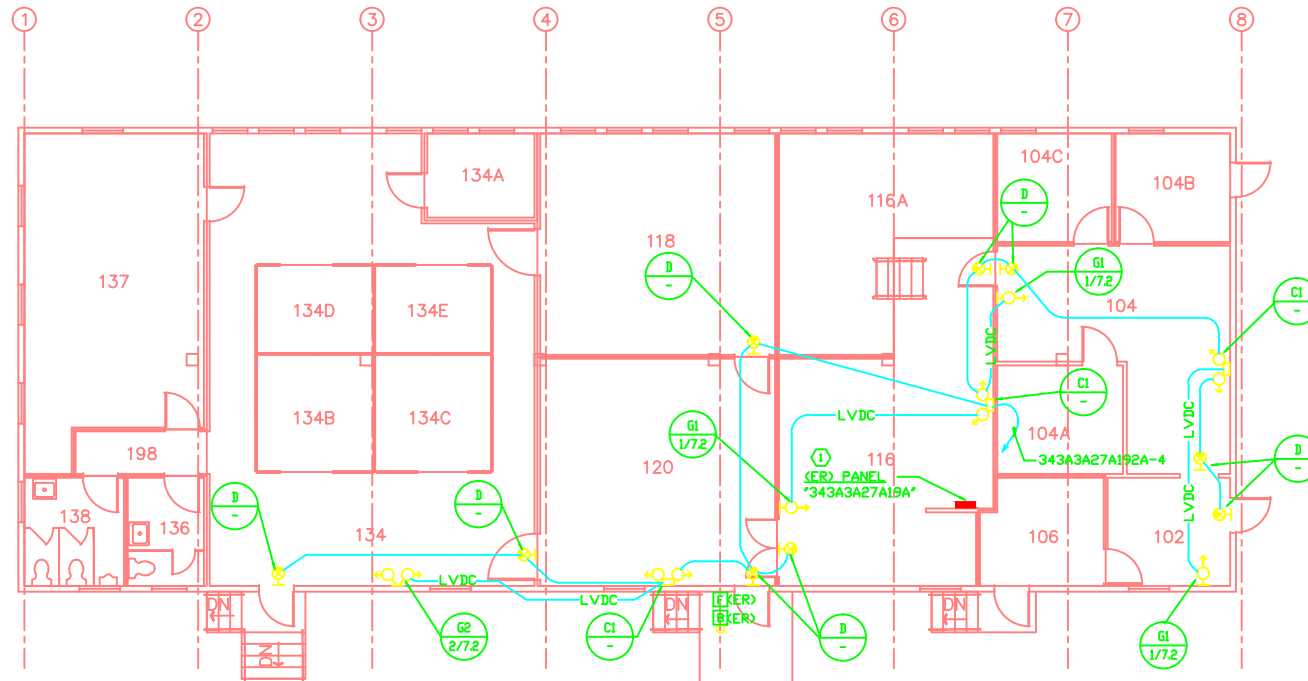 1 2 3 4 5 6 7 8
134A
104C
104B
116A
D
-
118
G1
1/7.2
D
-
137
134D
134E
104
C1
-
LVDC
C1
-
134B
134C
LVDC
LVDC
G1
1/7.2
104A
198
120
1
116
343A3A27A192A-4
D
-
(ER) PANEL
"343A3A27A19A"
D
-
D
-
138
136
134
106
102
LVDC
LVDC
LVDC
DN
DN
DN
F(ER)
B(ER)
G2
2/7.2
C1
-
D
-
G1
1/7.2
DN